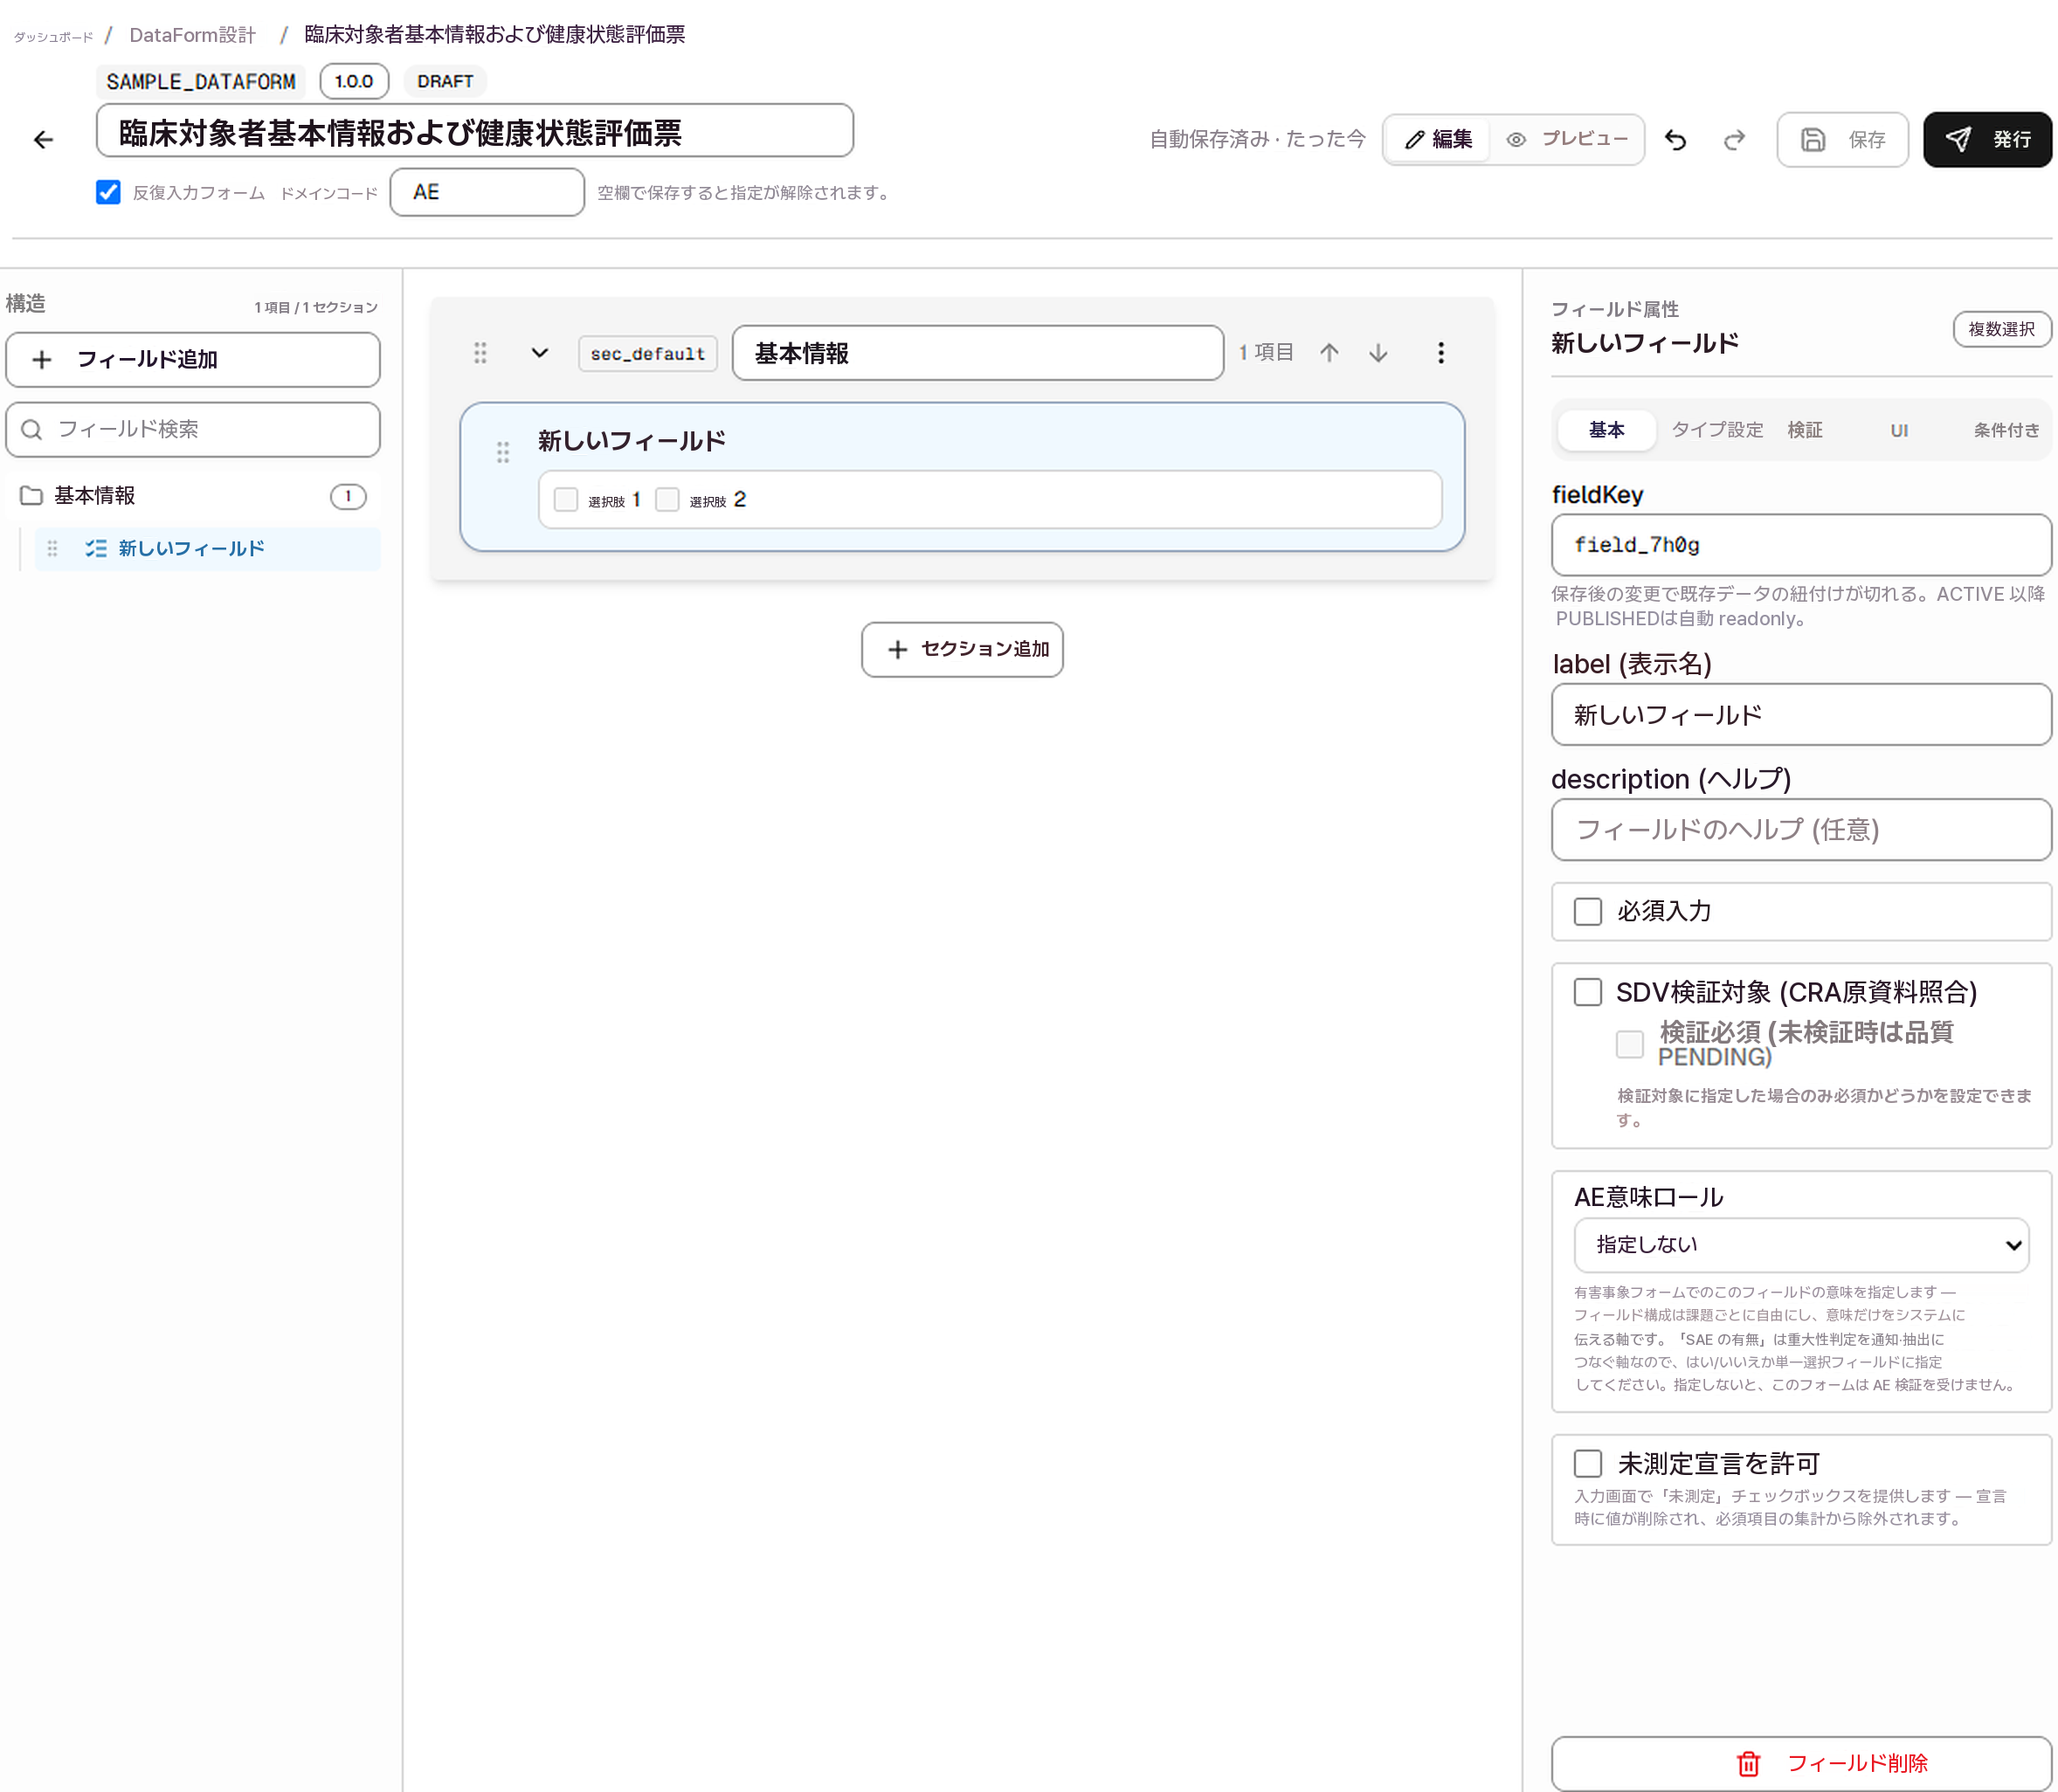 ダッシュボード / DataForm設計 / 臨床対象者基本情報および健康状態評価票
SAMPLE_DATAFORM 1.0.0 DRAFT
臨床対象者基本情報および健康状態評価票
自動保存済み · たった今 編集 プレビュー 保存 発行
反復入力フォーム ドメインコード AE 空欄で保存すると指定が解除されます。
構造 1 項目 / 1 セクション
フィールド追加
フィールド検索
基本情報 1
新しいフィールド
sec_default 基本情報 1 項目
新しいフィールド
選択肢 1 選択肢 2
セクション追加
フィールド属性
新しいフィールド
複数選択
基本 タイプ設定 検証 UI 条件付き
fieldKey
field_7h0g
保存後の変更で既存データの紐付けが切れる。ACTIVE 以降
PUBLISHEDは自動 readonly。
label (表示名)
新しいフィールド
description (ヘルプ)
フィールドのヘルプ (任意)
必須入力
SDV検証対象 (CRA原資料照合)
検証必須 (未検証時は品質
PENDING)
検証対象に指定した場合のみ必須かどうかを設定できま
す。
AE意味ロール
指定しない
有害事象フォームでのこのフィールドの意味を指定します —
フィールド構成は課題ごとに自由にし、意味だけをシステムに
伝える軸です。「SAE の有無」は重大性判定を通知·抽出に
つなぐ軸なので、はい/いいえか単一選択フィールドに指定
してください。指定しないと、このフォームは AE 検証を受けません。
未測定宣言を許可
入力画面で「未測定」チェックボックスを提供します — 宣言
時に値が削除され、必須項目の集計から除外されます。
フィールド削除